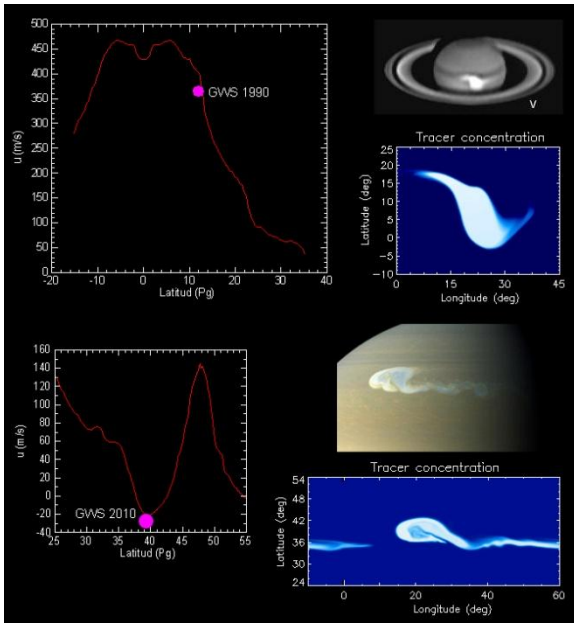 500
450
400
350
300
250
200
150
100
50
0
u (m/s)
-20 -10 0 10 20 30 40
Latitud (Pg)
GWS 1990
V
Tracer concentration
25
20
15
10
5
0
-5
-10
Latitude (deg)
0 15 30 45
Longitude (deg)
160
140
120
100
80
60
40
20
0
-20
-40
u (m/s)
GWS 2010
25 30 35 40 45 50 55
Latitud (Pg)
Tracer concentration
54
48
42
36
30
24
Latitude (deg)
0 20 40 60
Longitude (deg)